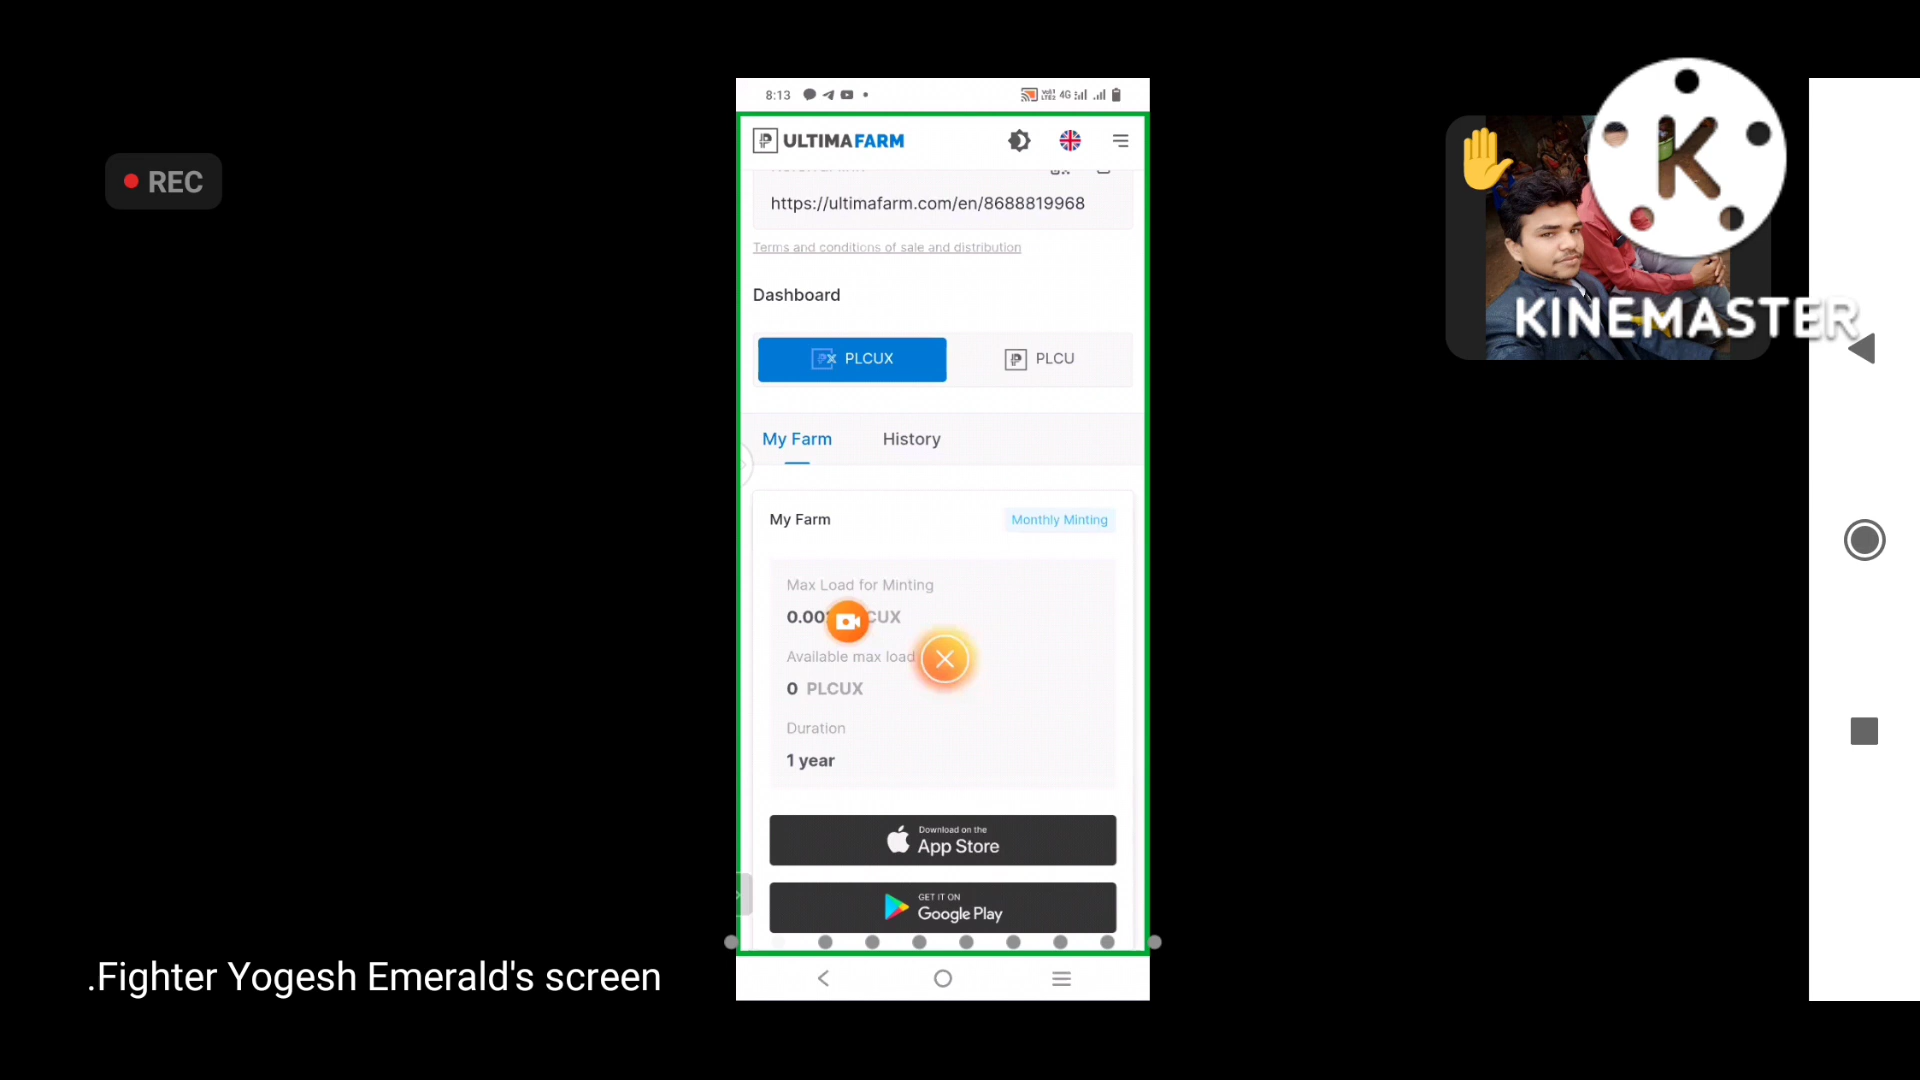 8:13
4G
ULTIMAFARM
REC
https://ultimafarm.com/en/8688819968
Terms and conditions of sale and distribution
Dashboard
PLCUX
PLCU
My Farm
History
My Farm
Monthly Minting
Max Load for Minting
Available max load
0 PLCUX
Duration
1 year
Download on the
App Store
GET IT ON
Google Play
K
KINEMASTER
.Fighter Yogesh Emerald's screen